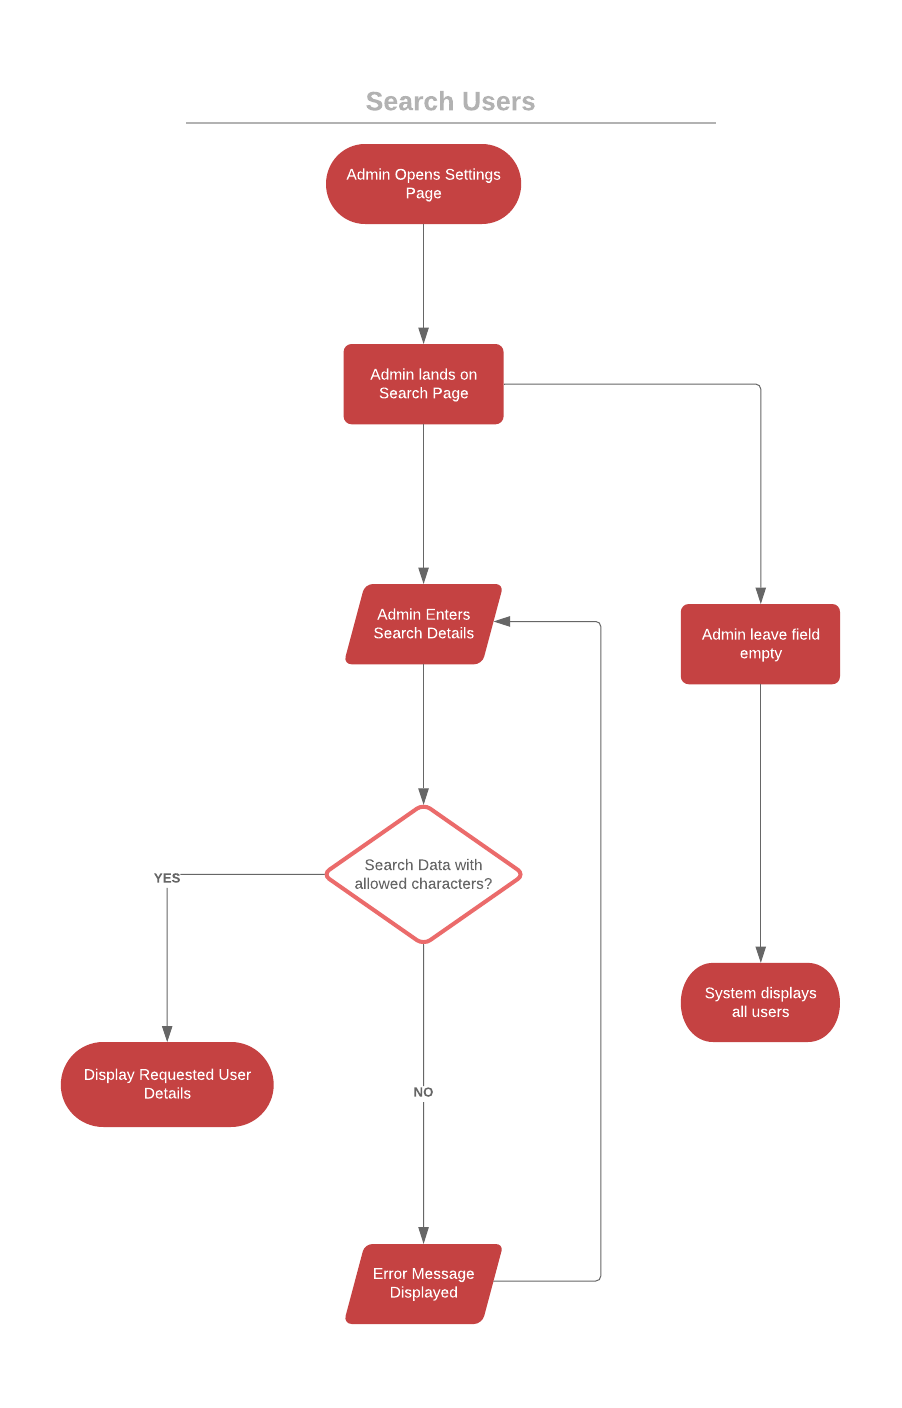 Search Users
Admin Opens Settings
Page
Admin lands on
Search Page
Admin Enters
Search Details
Admin leave field
empty
Search Data with
allowed characters?
YES
System displays
all users
Display Requested User
Details
NO
Error Message
Displayed